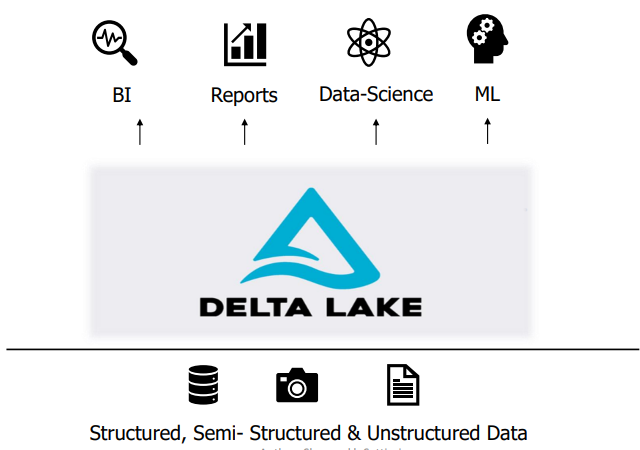 BI
Reports
Data-Science
ML
DELTA LAKE
Structured, Semi- Structured & Unstructured Data